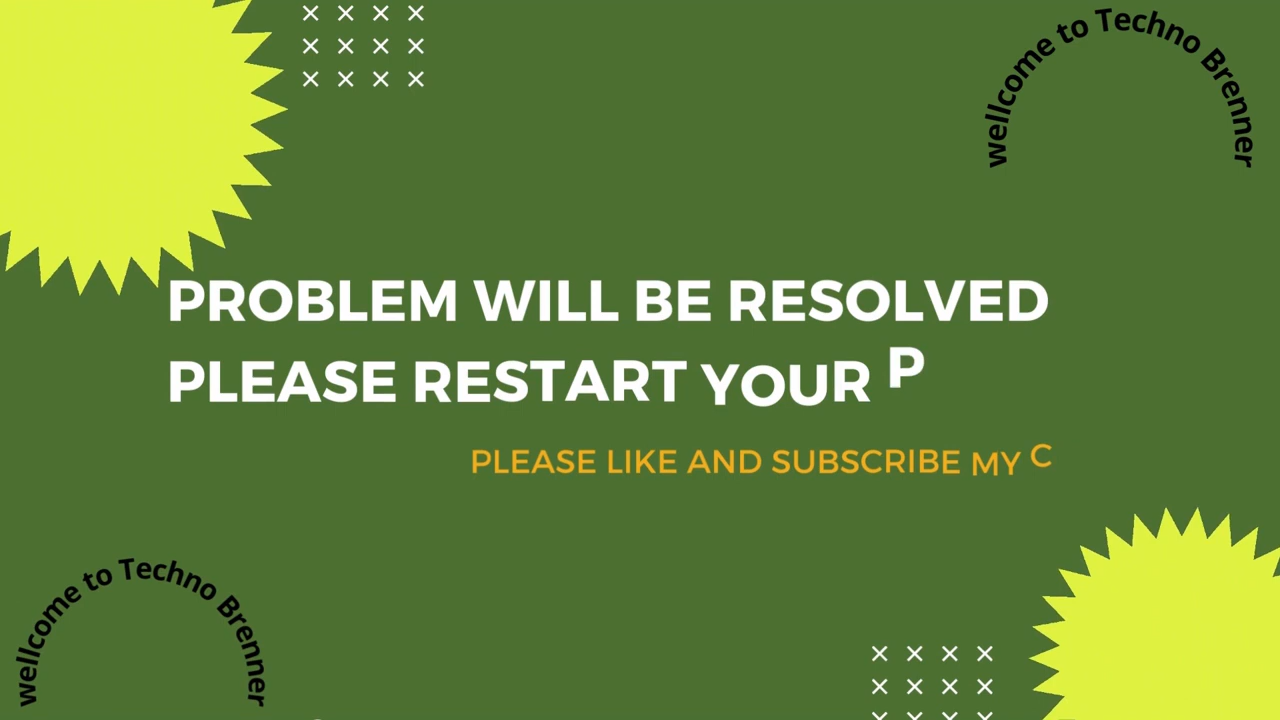 wellcome to Techno Brenner
PROBLEM WILL BE RESOLVED
PLEASE RESTART YOUR P
PLEASE LIKE AND SUBSCRIBE MY C
wellcome to Techno Brenner